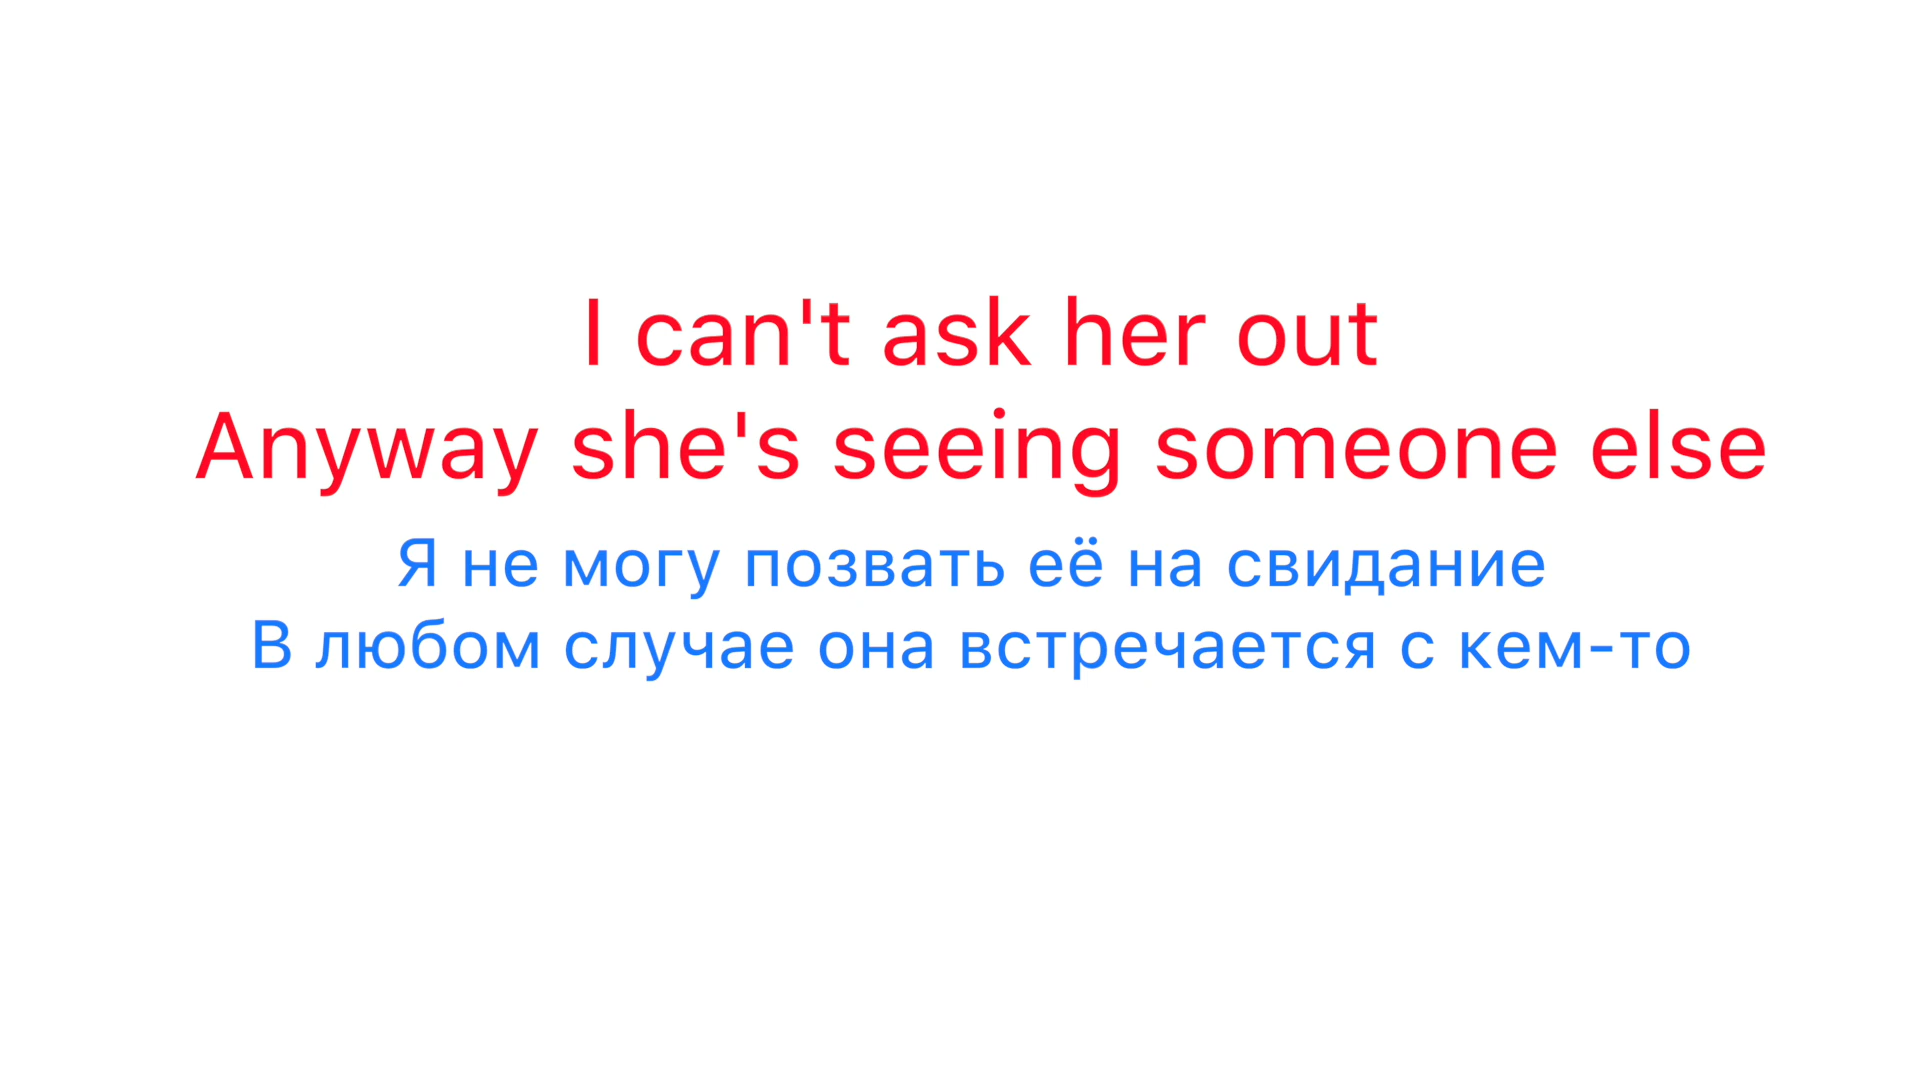 I can't ask her out
Anyway she's seeing someone else
Я не могу позвать её на свидание
В любом случае она встречается с кем-то